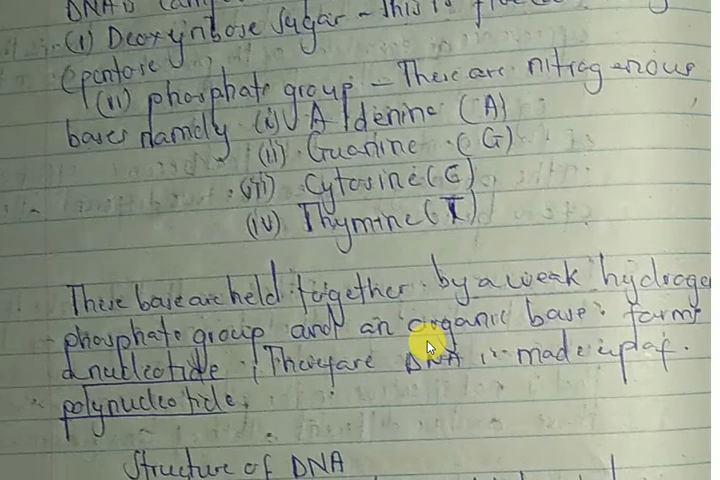 DNA is
(i) Deoxyribose Sugar - this is
(pentose
(ii) phosphate group - There are nitrogenous
bases namely (i) Adenine (A)
(ii) Guanine (G)
(iii) Cytosine (C)
(iv) Thymine (T)
These base are held together by a weak hydrogen
phosphate group and an organic base forms
a nucleotide. Therefore DNA is made up of
polynucleotide.
Structure of DNA